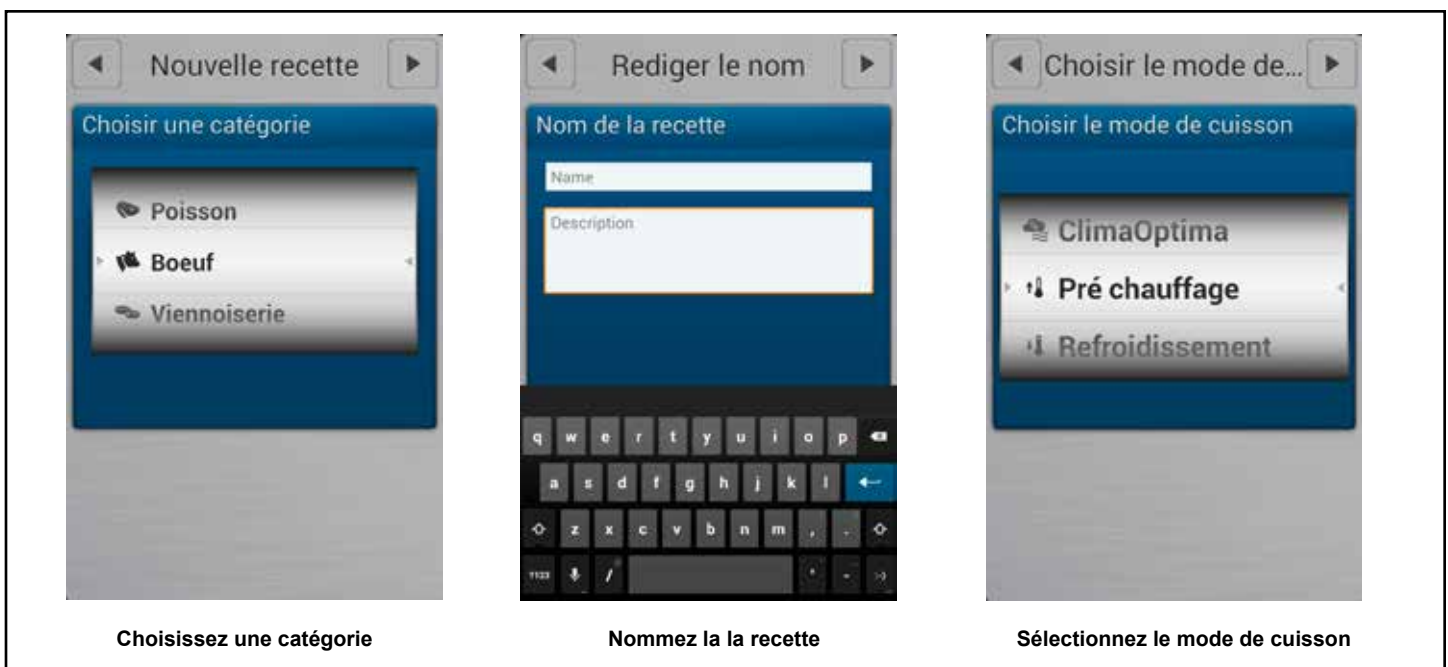 Nouvelle recette
Choisir une catégorie
Poisson
Boeuf
Viennoiserie
Choisissez une catégorie
Rediger le nom
Nom de la recette
Name
Description
q w e r t y u i o p
a s d f g h j k l
z x c v b n m , .
?123 / ' - :-)
Nommez la la recette
Choisir le mode de...
Choisir le mode de cuisson
ClimaOptima
Pré chauffage
Refroidissement
Sélectionnez le mode de cuisson